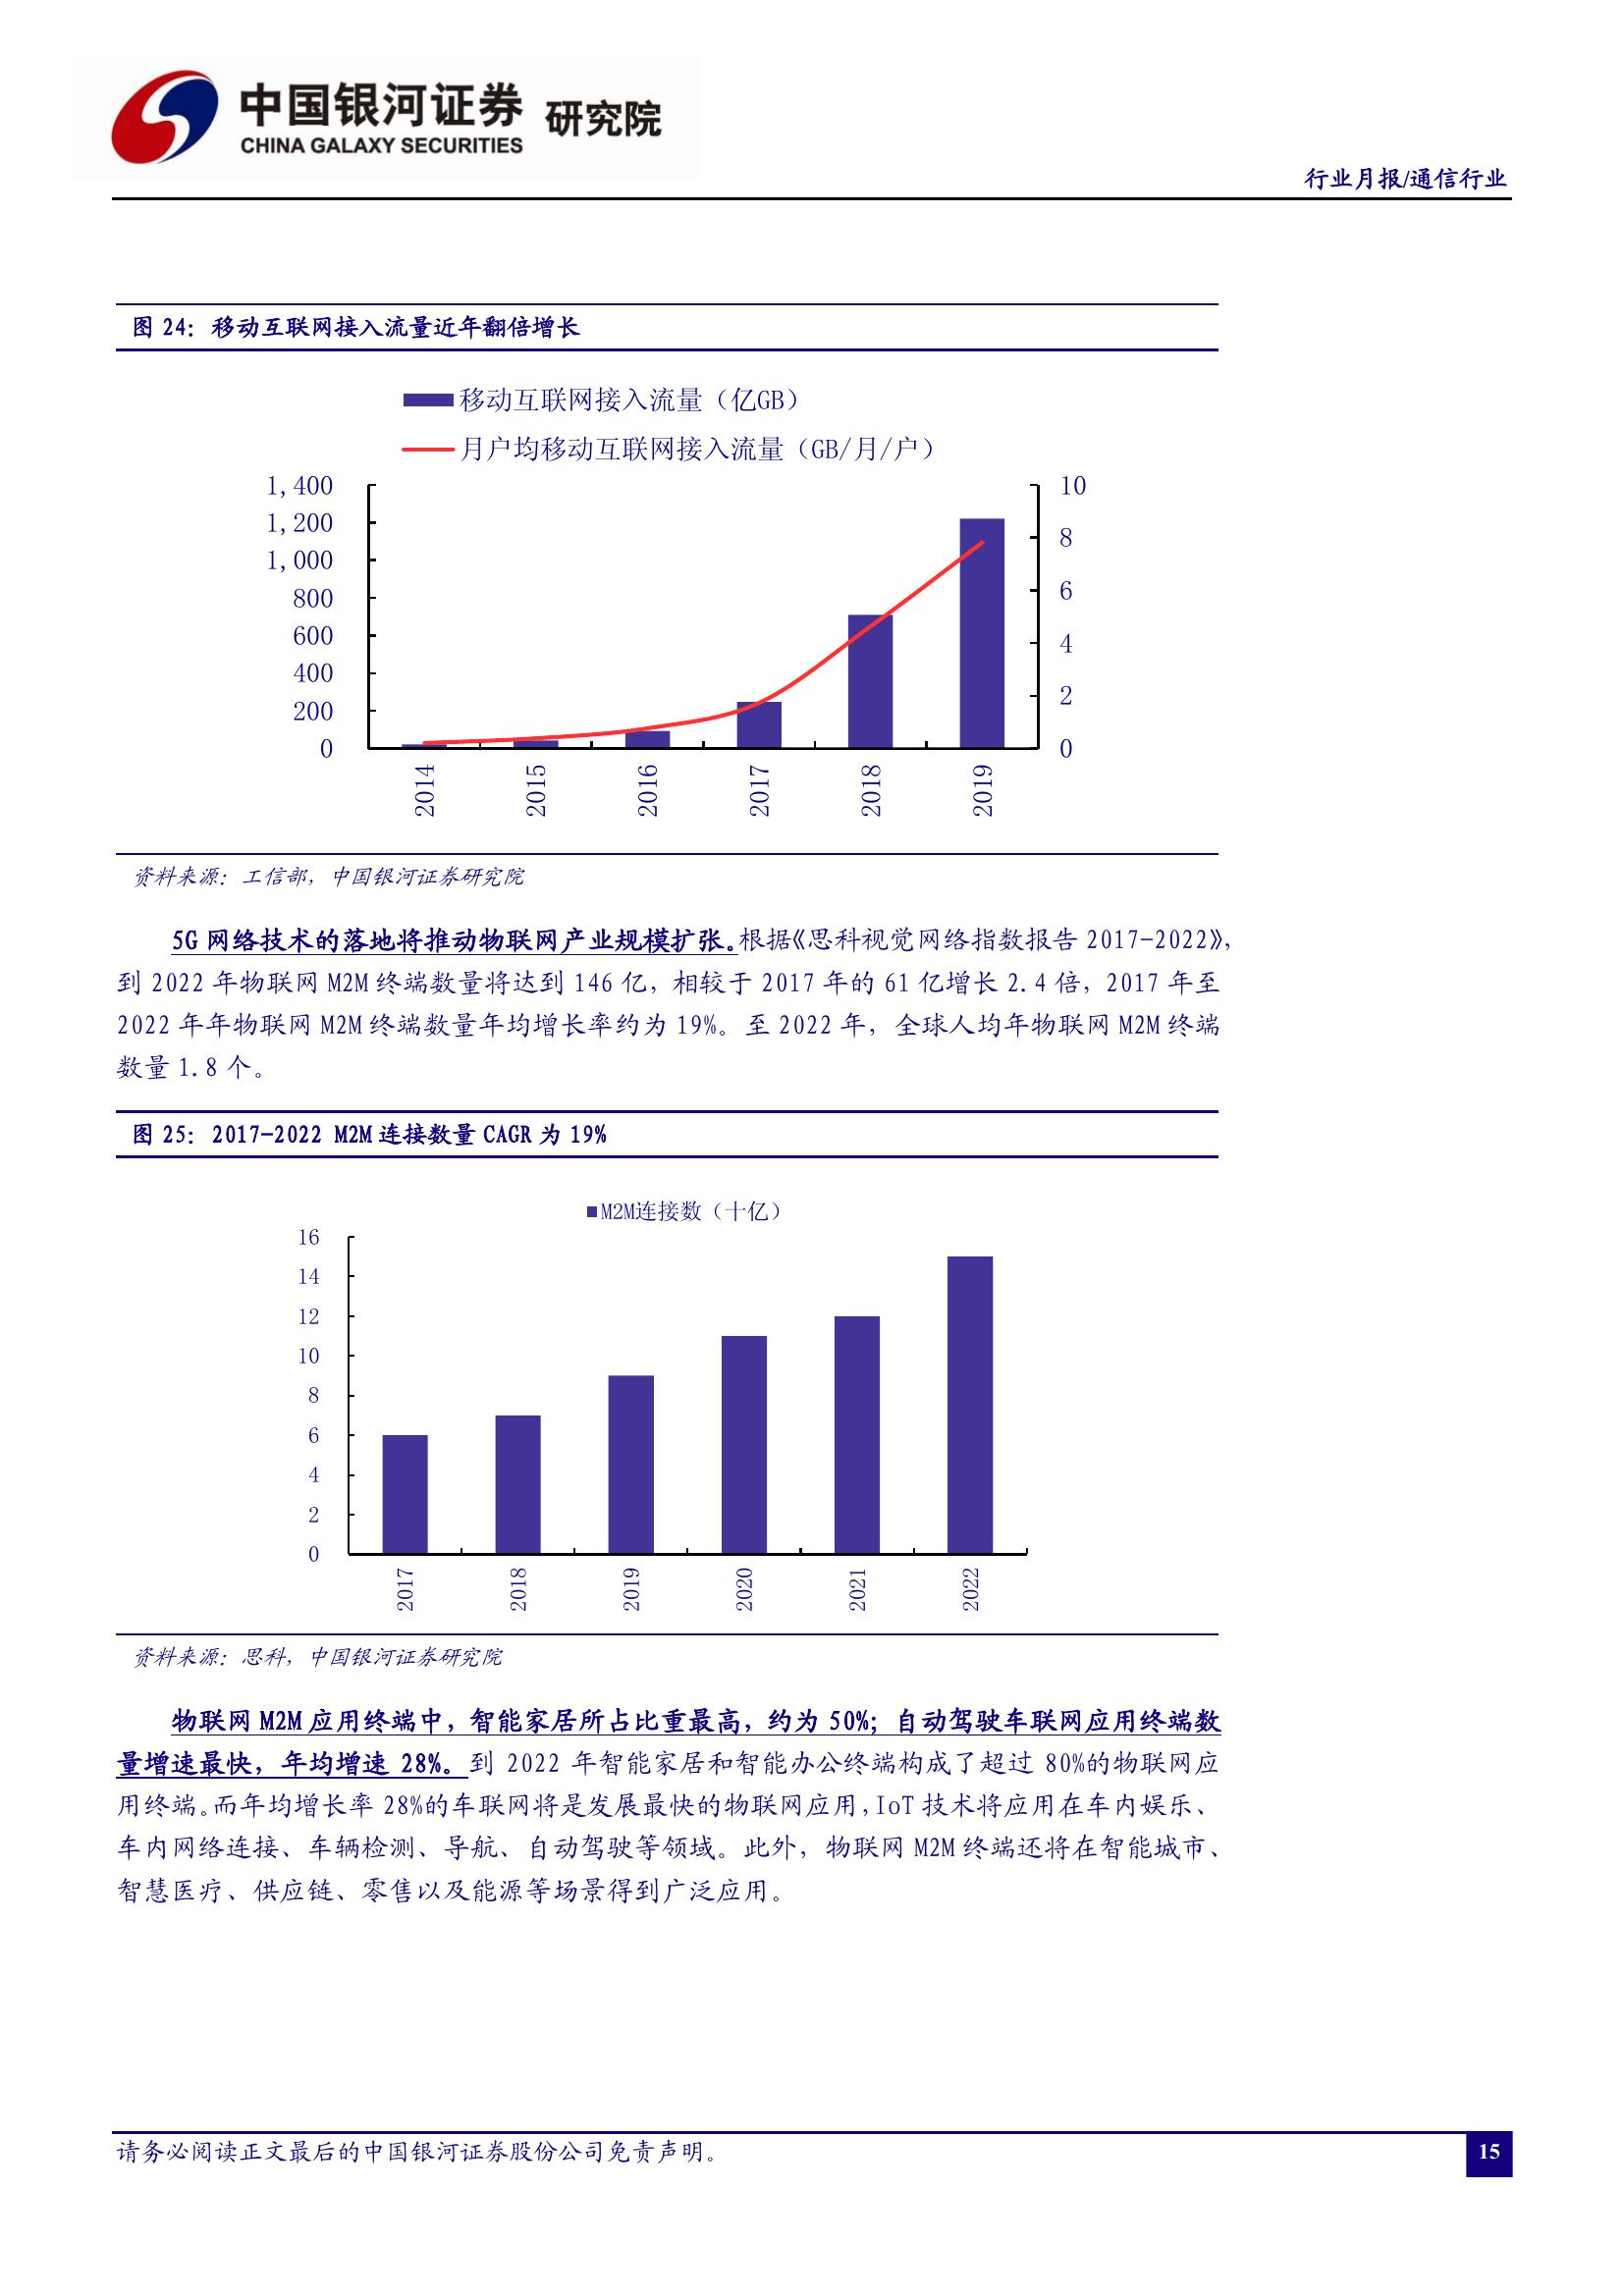 中国银河证券 研究院
CHINA GALAXY SECURITIES
行业月报/通信行业
图 24：移动互联网接入流量近年翻倍增长
移动互联网接入流量（亿GB）
月户均移动互联网接入流量（GB/月/户）
1,400 10
1,200
8
1,000
800 6
600
4
400
2
200
0 0
2014 2015 2016 2017 2018 2019
资料来源：工信部，中国银河证券研究院
5G 网络技术的落地将推动物联网产业规模扩张。根据《思科视觉网络指数报告 2017-2022》，
到 2022 年物联网 M2M 终端数量将达到 146 亿，相较于 2017 年的 61 亿增长 2.4 倍，2017 年至
2022 年年物联网 M2M 终端数量年均增长率约为 19%。至 2022 年，全球人均年物联网 M2M 终端
数量 1.8 个。
图 25：2017-2022 M2M 连接数量 CAGR 为 19%
M2M连接数（十亿）
16
14
12
10
8
6
4
2
0
2017 2018 2019 2020 2021 2022
资料来源：思科，中国银河证券研究院
物联网 M2M 应用终端中，智能家居所占比重最高，约为 50%；自动驾驶车联网应用终端数
量增速最快，年均增速 28%。到 2022 年智能家居和智能办公终端构成了超过 80%的物联网应
用终端。而年均增长率 28%的车联网将是发展最快的物联网应用，IoT 技术将应用在车内娱乐、
车内网络连接、车辆检测、导航、自动驾驶等领域。此外，物联网 M2M 终端还将在智能城市、
智慧医疗、供应链、零售以及能源等场景得到广泛应用。
请务必阅读正文最后的中国银河证券股份公司免责声明。
15